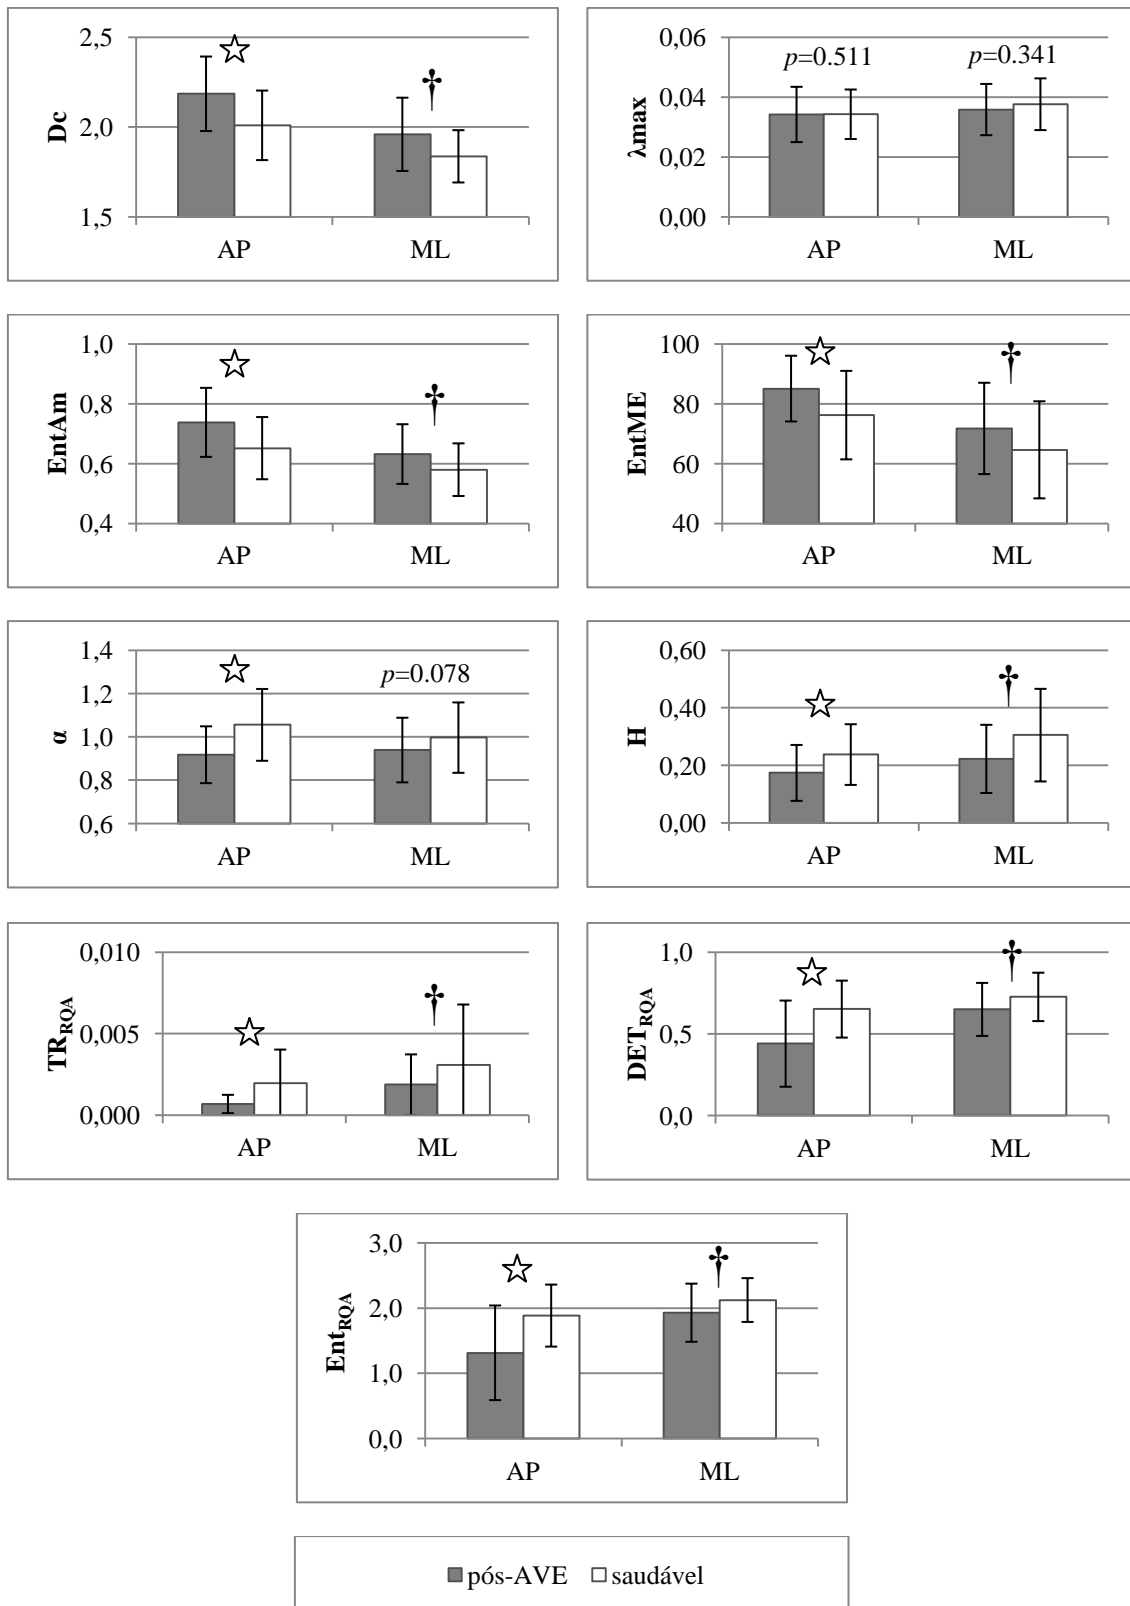 2,5
2,0
1,5
Dc
☆
†
AP
ML
0,06
0,04
0,02
0,00
λmax
p=0.511
p=0.341
AP
ML
1,0
0,8
0,6
0,4
EntAm
☆
†
AP
ML
100
80
60
40
EntME
☆
†
AP
ML
1,4
1,2
1,0
0,8
0,6
α
☆
p=0.078
AP
ML
0,60
0,40
0,20
0,00
H
☆
†
AP
ML
0,010
0,005
0,000
TR_RQA
☆
†
AP
ML
1,0
0,5
0,0
DET_RQA
☆
†
AP
ML
3,0
2,0
1,0
0,0
Ent_RQA
☆
†
AP
ML
pós-AVE saudável